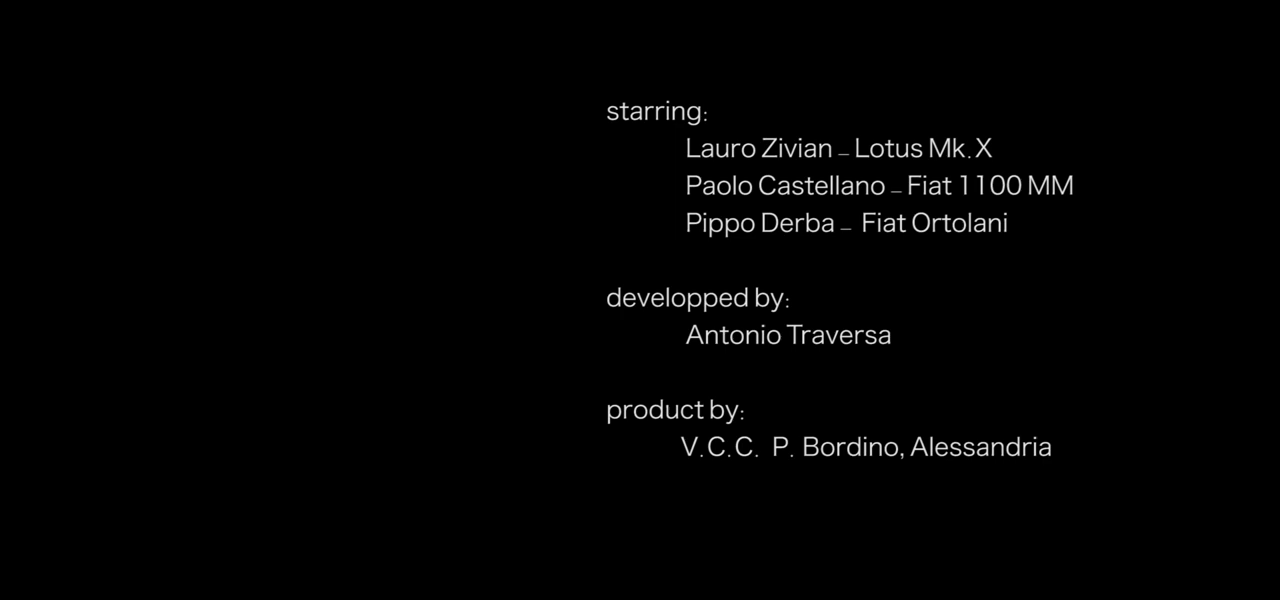 starring:
Lauro Zivian – Lotus Mk. X
Paolo Castellano – Fiat 1100 MM
Pippo Derba – Fiat Ortolani
developped by:
Antonio Traversa
product by:
V.C.C. P. Bordino, Alessandria